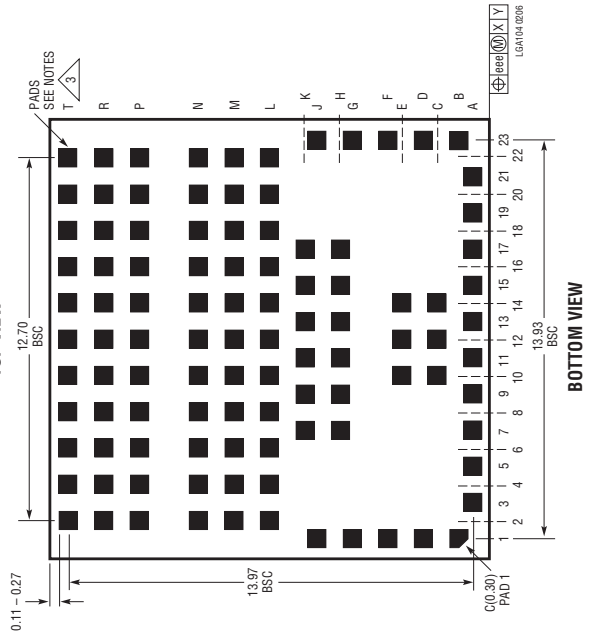 12.70
BSC
PADS
SEE NOTES
3
T
R
P
N
M
L
K
J
H
G
F
E
D
C
B
A
0.11 – 0.27
13.97
BSC
C(0.30)
PAD 1
1
2
3
4
5
6
7
8
9
10
11
12
13
14
15
16
17
18
19
20
21
22
23
13.93
BSC
BOTTOM VIEW
⌖ eee Ⓜ X Y
LGA104 0206